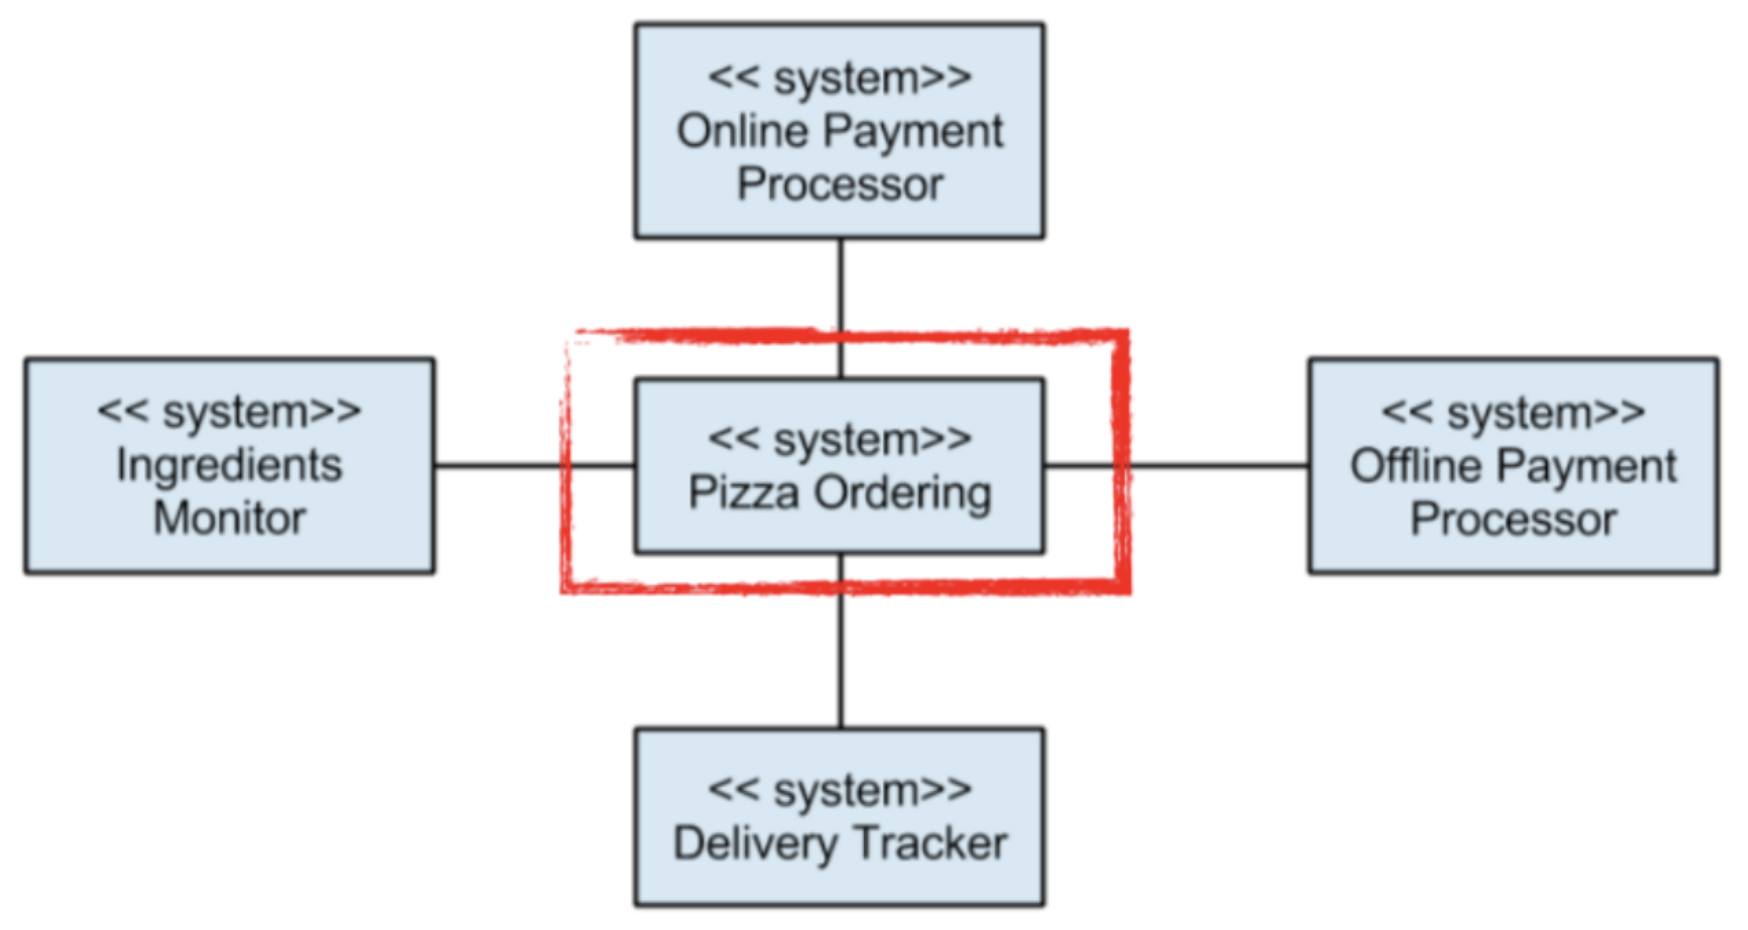 << system>>
Online Payment
Processor
<< system>>
Ingredients
Monitor
<< system>>
Pizza Ordering
<< system>>
Offline Payment
Processor
<< system>>
Delivery Tracker